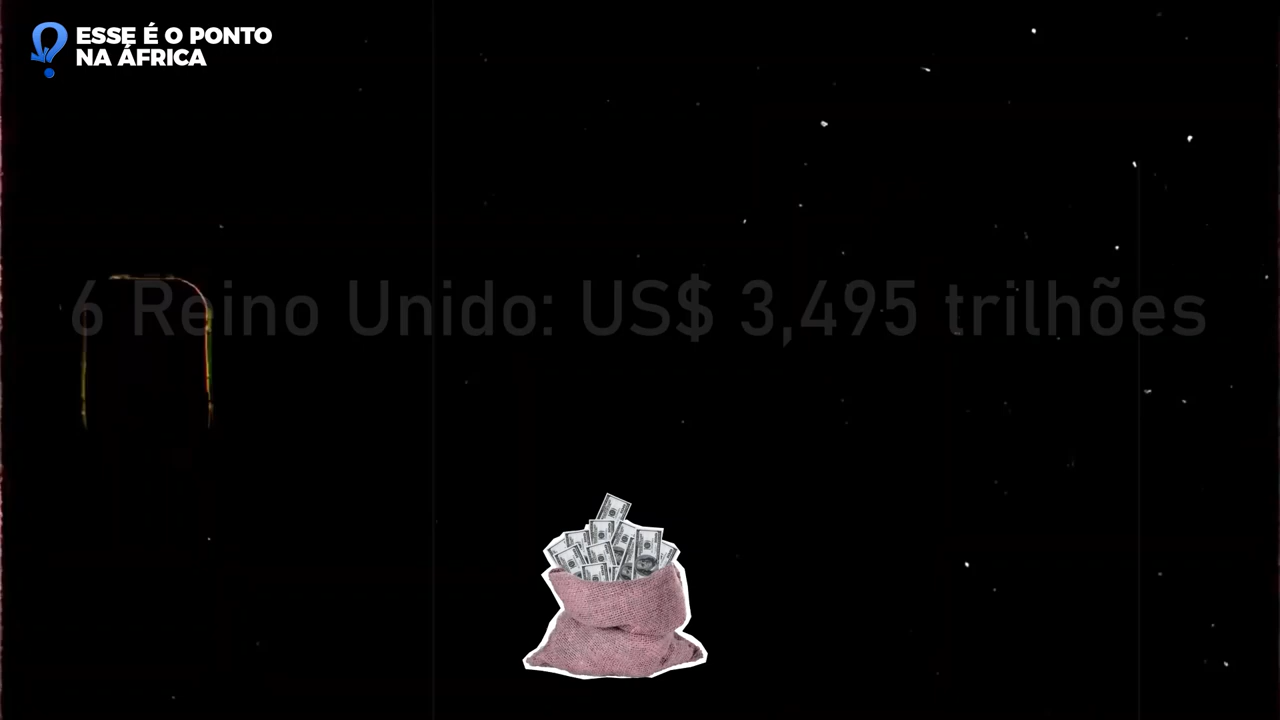 ESSE É O PONTO
NA ÁFRICA
6 Reino Unido: US$ 3,495 trilhões